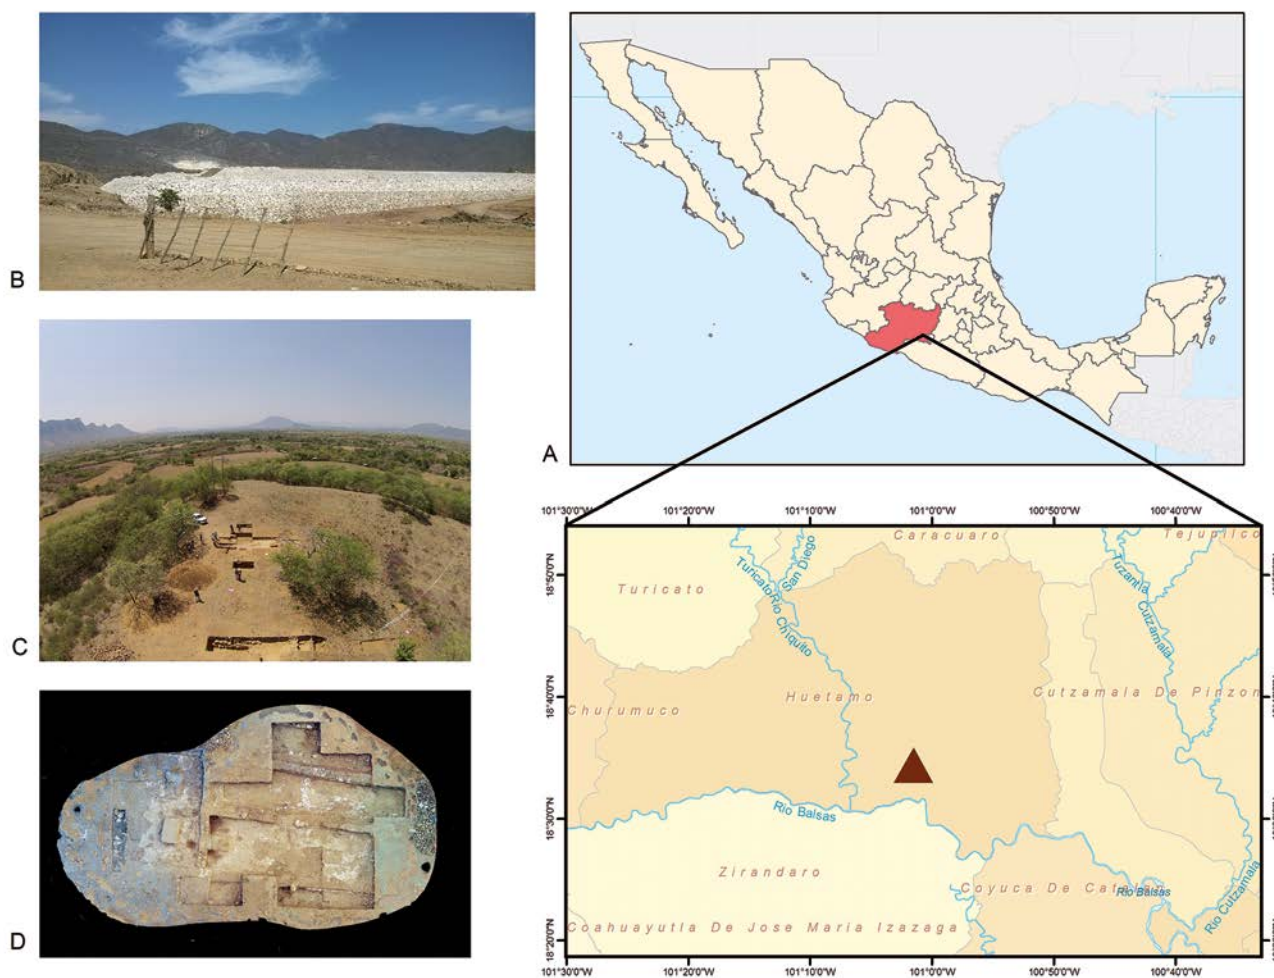 B
A
C
D
101°30'0"W
101°20'0"W
101°10'0"W
101°0'0"W
100°50'0"W
100°40'0"W
18°50'0"N
18°40'0"N
18°30'0"N
18°20'0"N
Caracuaro
Tejupilco
Turicato
San Diego
Turicato
Rio Chiquito
Tuzantla
Cutzamala
Churumuco
Huetamo
Cutzamala De Pinzon
Rio Balsas
Zirandaro
Coyuca De Catalan
Rio Balsas
Rio Cutzamala
Coahuayutla De Jose Maria Izazaga
101°30'0"W
101°20'0"W
101°10'0"W
101°0'0"W
100°50'0"W
100°40'0"W